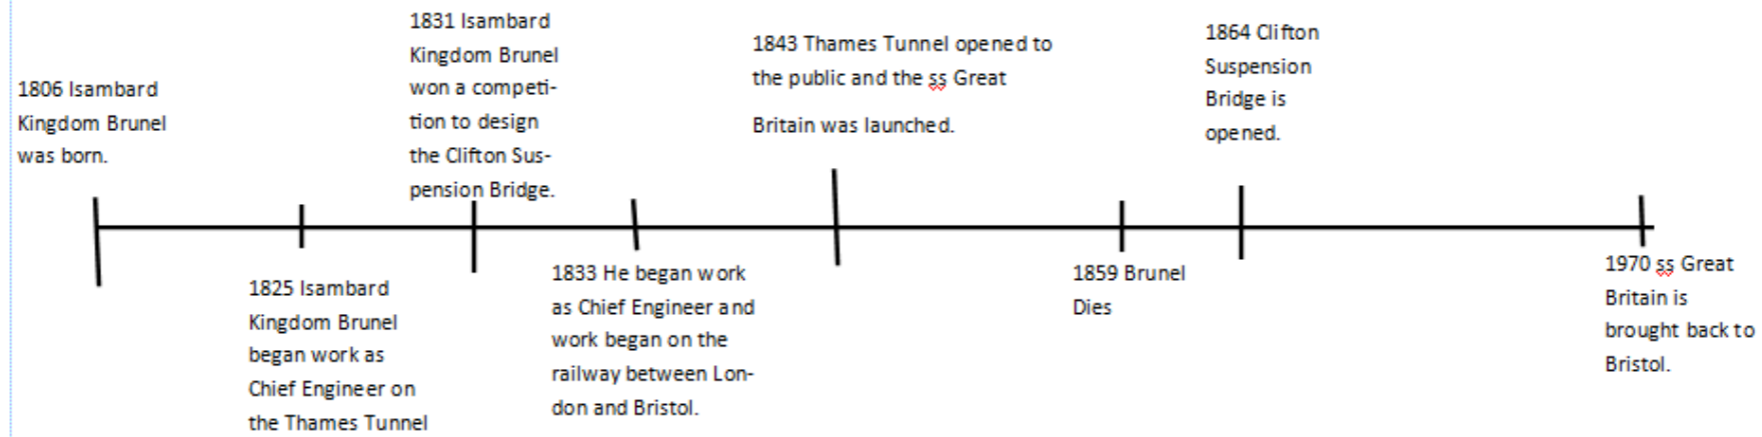 1806 Isambard
Kingdom Brunel
was born.
1825 Isambard
Kingdom Brunel
began work as
Chief Engineer on
the Thames Tunnel
1831 Isambard
Kingdom Brunel
won a competi-
tion to design
the Clifton Sus-
pension Bridge.
1833 He began work
as Chief Engineer and
work began on the
railway between Lon-
don and Bristol.
1843 Thames Tunnel opened to
the public and the ss Great
Britain was launched.
1859 Brunel
Dies
1864 Clifton
Suspension
Bridge is
opened.
1970 ss Great
Britain is
brought back to
Bristol.